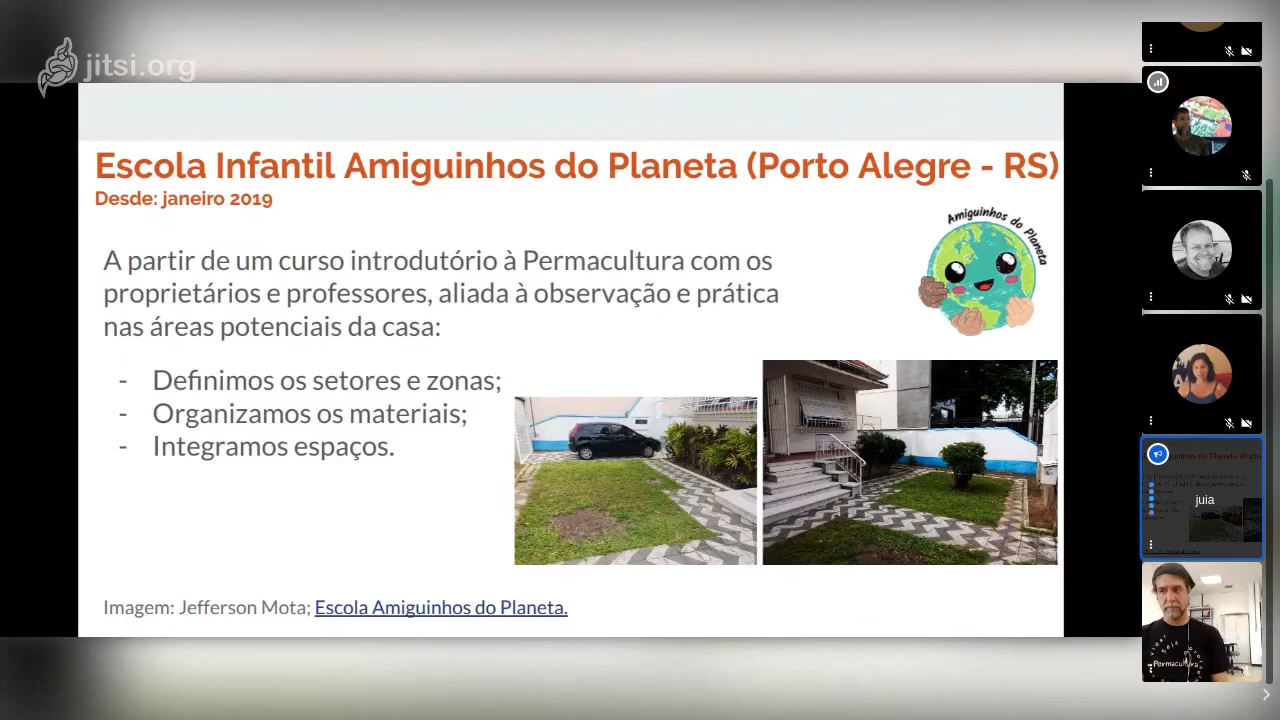 jitsi.org
Escola Infantil Amiguinhos do Planeta (Porto Alegre - RS)
Desde: janeiro 2019
Amiguinhos do Planeta
A partir de um curso introdutório à Permacultura com os
proprietários e professores, aliada à observação e prática
nas áreas potenciais da casa:
- Definimos os setores e zonas;
- Organizamos os materiais;
- Integramos espaços.
Imagem: Jefferson Mota; Escola Amiguinhos do Planeta.
juia
Permacultura